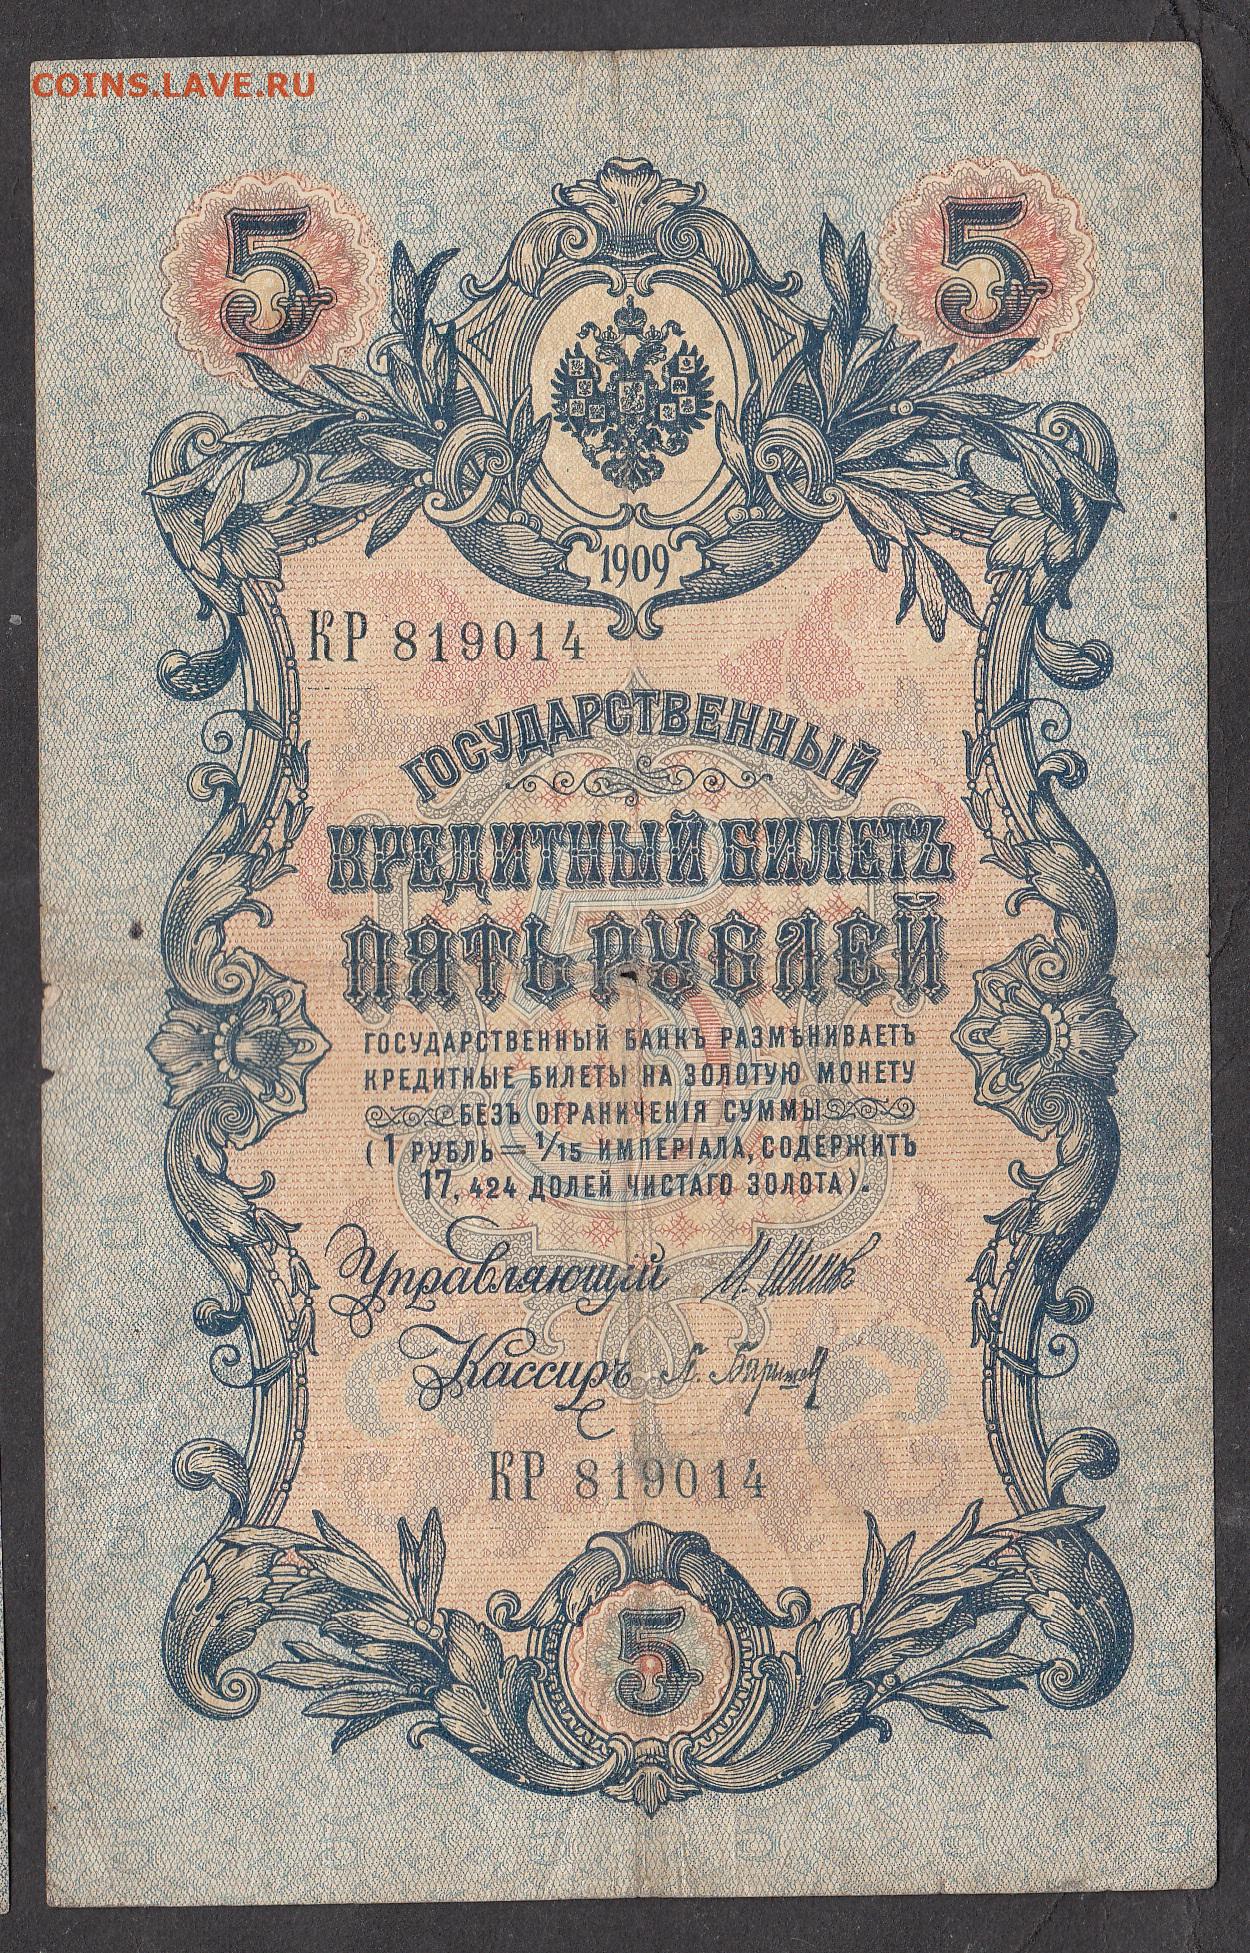 COINS.LAVE.RU
5 5
1909
КР 819014
ГОСУДАРСТВЕННЫЙ
КРЕДИТНЫЙ БИЛЕТЪ
ПЯТЬ РУБЛЕЙ
ГОСУДАРСТВЕННЫЙ БАНКЪ РАЗМѢНИВАЕТЪ
КРЕДИТНЫЕ БИЛЕТЫ НА ЗОЛОТУЮ МОНЕТУ
БЕЗЪ ОГРАНИЧЕНІЯ СУММЫ
(1 РУБЛЬ = 1/15 ИМПЕРІАЛА, СОДЕРЖИТЪ
17,424 ДОЛЕЙ ЧИСТАГО ЗОЛОТА).
Управляющій И. Шипов
Кассиръ
КР 819014
5